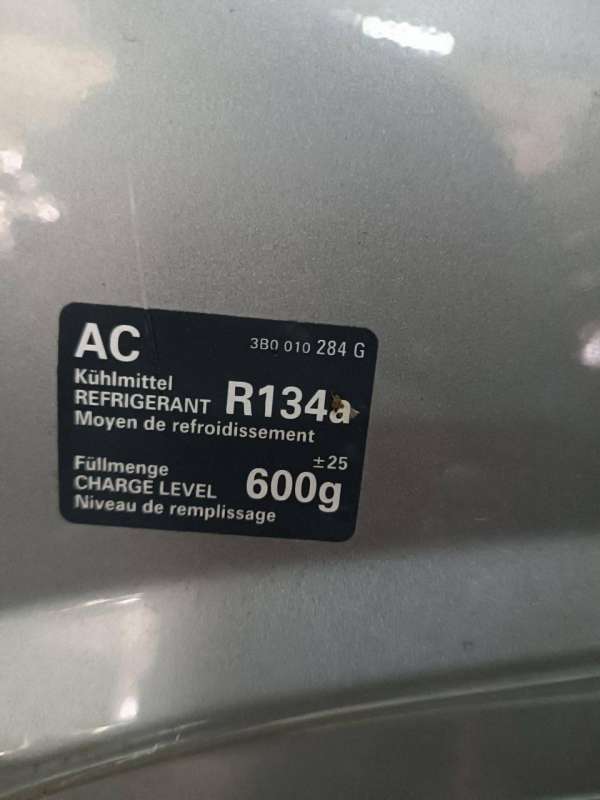 AC 3B0 010 284 G
Kühlmittel
REFRIGERANT R134a
Moyen de refroidissement
±25
Füllmenge
CHARGE LEVEL 600g
Niveau de remplissage